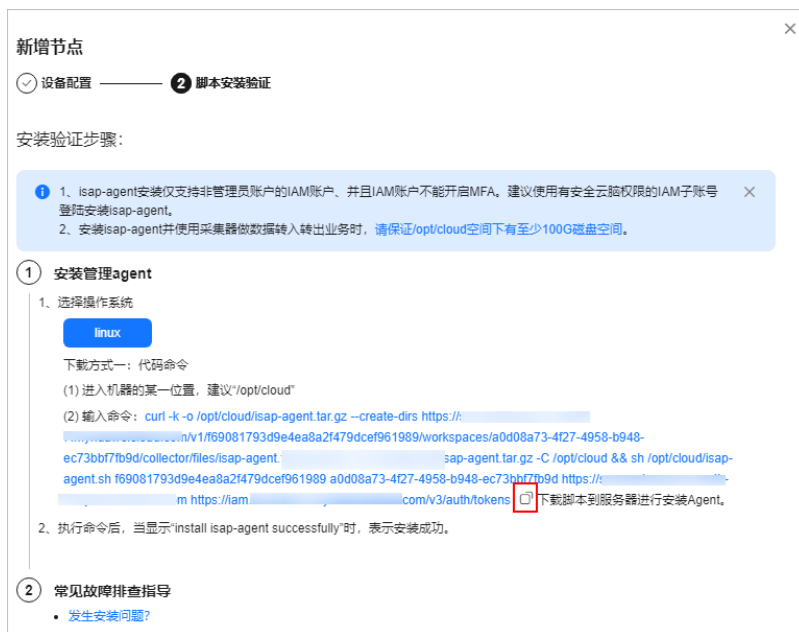 新增节点
设备配置 2 脚本安装验证
安装验证步骤：
1、isap-agent安装仅支持非管理员账户的IAM账户、并且IAM账户不能开启MFA。建议使用有安全云脑权限的IAM子账号
登陆安装isap-agent。
2、安装isap-agent并使用采集器做数据转入转出业务时，请保证/opt/cloud空间下有至少100G磁盘空间。
1 安装管理agent
1、选择操作系统
linux
下载方式一：代码命令
(1) 进入机器的某一位置，建议“/opt/cloud”
(2) 输入命令：curl -k -o /opt/cloud/isap-agent.tar.gz --create-dirs https://
/v1/f69081793d9e4ea8a2f479dcef961989/workspaces/a0d08a73-4f27-4958-b948-
ec73bbf7fb9d/collector/files/isap-agent. sap-agent.tar.gz -C /opt/cloud && sh /opt/cloud/isap-
agent.sh f69081793d9e4ea8a2f479dcef961989 a0d08a73-4f27-4958-b948-ec73bbf7fb9d https://
m https://iam. com/v3/auth/tokens 下载脚本到服务器进行安装Agent。
2、执行命令后，当显示“install isap-agent successfully”时，表示安装成功。
2 常见故障排查指导
• 发生安装问题?